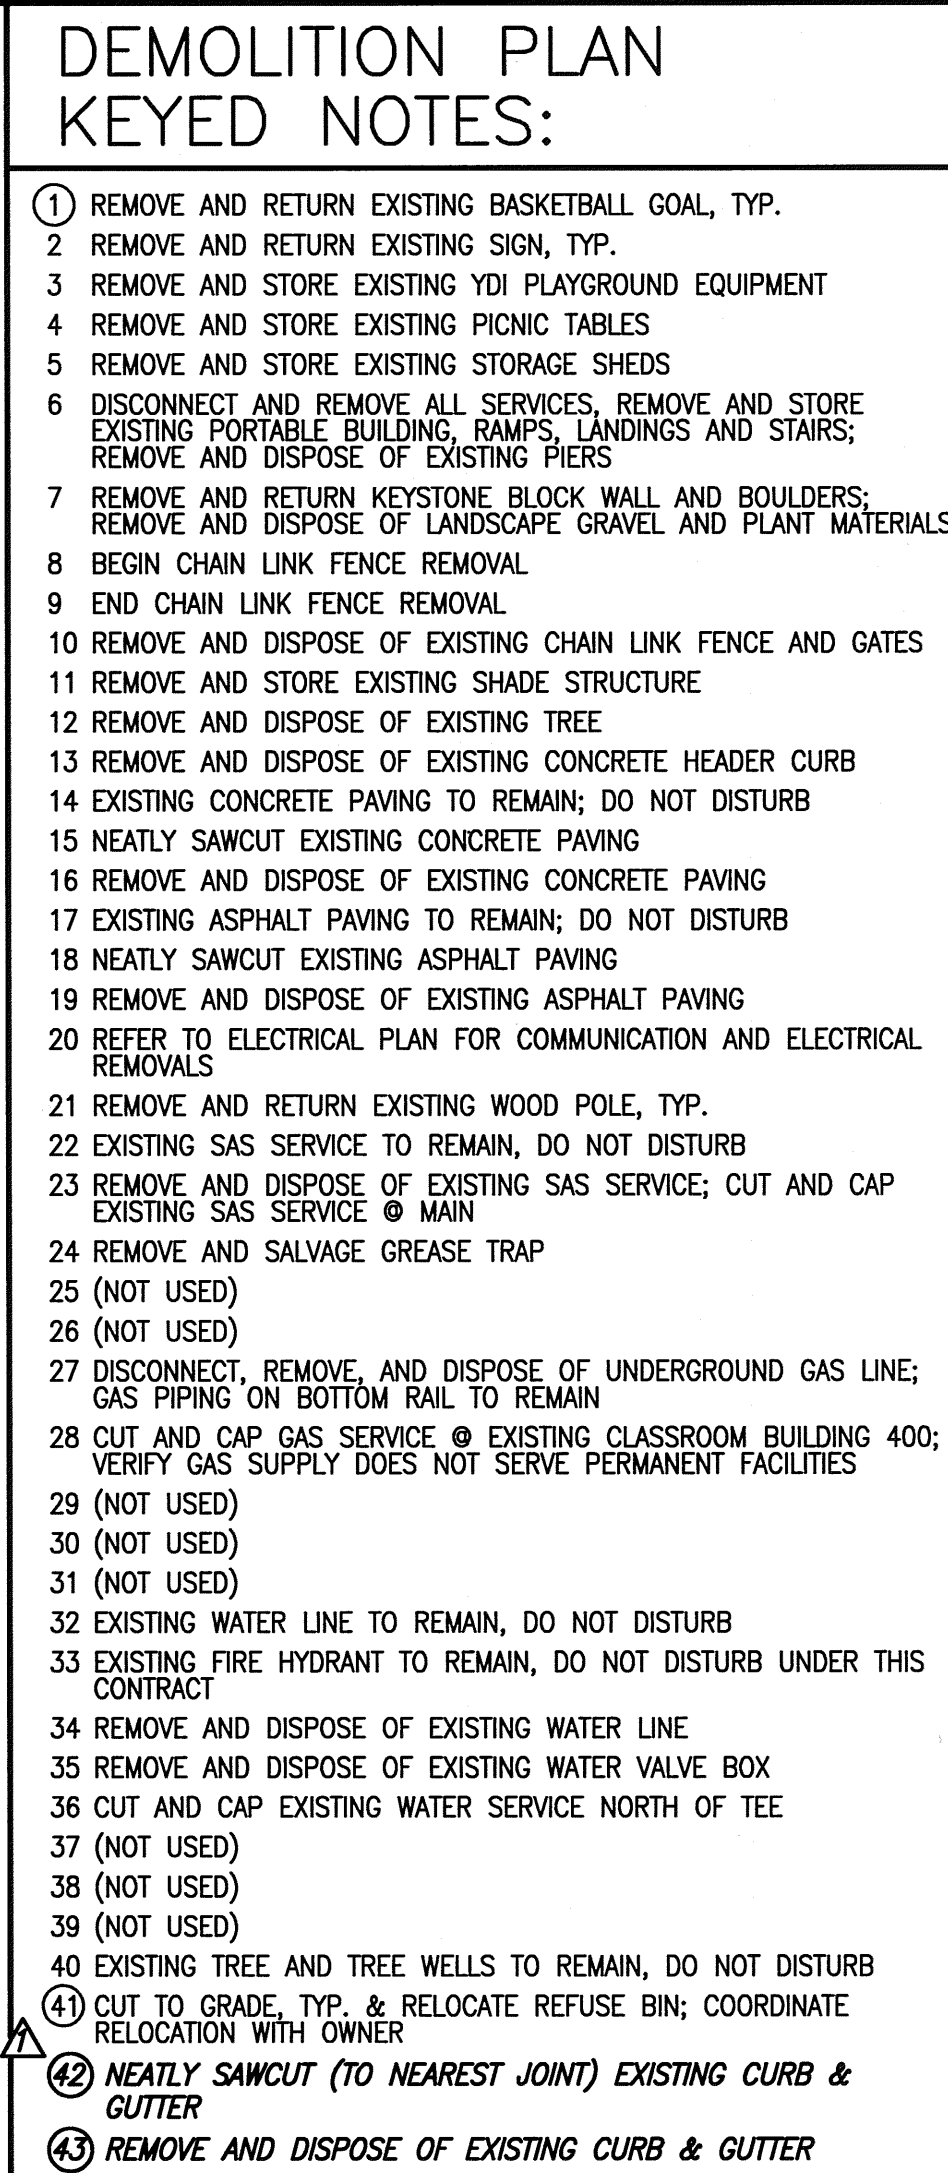 DEMOLITION PLAN
KEYED NOTES:
1 REMOVE AND RETURN EXISTING BASKETBALL GOAL, TYP.
2 REMOVE AND RETURN EXISTING SIGN, TYP.
3 REMOVE AND STORE EXISTING YDI PLAYGROUND EQUIPMENT
4 REMOVE AND STORE EXISTING PICNIC TABLES
5 REMOVE AND STORE EXISTING STORAGE SHEDS
6 DISCONNECT AND REMOVE ALL SERVICES, REMOVE AND STORE
EXISTING PORTABLE BUILDING, RAMPS, LANDINGS AND STAIRS;
REMOVE AND DISPOSE OF EXISTING PIERS
7 REMOVE AND RETURN KEYSTONE BLOCK WALL AND BOULDERS;
REMOVE AND DISPOSE OF LANDSCAPE GRAVEL AND PLANT MATERIALS
8 BEGIN CHAIN LINK FENCE REMOVAL
9 END CHAIN LINK FENCE REMOVAL
10 REMOVE AND DISPOSE OF EXISTING CHAIN LINK FENCE AND GATES
11 REMOVE AND STORE EXISTING SHADE STRUCTURE
12 REMOVE AND DISPOSE OF EXISTING TREE
13 REMOVE AND DISPOSE OF EXISTING CONCRETE HEADER CURB
14 EXISTING CONCRETE PAVING TO REMAIN; DO NOT DISTURB
15 NEATLY SAWCUT EXISTING CONCRETE PAVING
16 REMOVE AND DISPOSE OF EXISTING CONCRETE PAVING
17 EXISTING ASPHALT PAVING TO REMAIN; DO NOT DISTURB
18 NEATLY SAWCUT EXISTING ASPHALT PAVING
19 REMOVE AND DISPOSE OF EXISTING ASPHALT PAVING
20 REFER TO ELECTRICAL PLAN FOR COMMUNICATION AND ELECTRICAL
REMOVALS
21 REMOVE AND RETURN EXISTING WOOD POLE, TYP.
22 EXISTING SAS SERVICE TO REMAIN, DO NOT DISTURB
23 REMOVE AND DISPOSE OF EXISTING SAS SERVICE; CUT AND CAP
EXISTING SAS SERVICE @ MAIN
24 REMOVE AND SALVAGE GREASE TRAP
25 (NOT USED)
26 (NOT USED)
27 DISCONNECT, REMOVE, AND DISPOSE OF UNDERGROUND GAS LINE;
GAS PIPING ON BOTTOM RAIL TO REMAIN
28 CUT AND CAP GAS SERVICE @ EXISTING CLASSROOM BUILDING 400;
VERIFY GAS SUPPLY DOES NOT SERVE PERMANENT FACILITIES
29 (NOT USED)
30 (NOT USED)
31 (NOT USED)
32 EXISTING WATER LINE TO REMAIN, DO NOT DISTURB
33 EXISTING FIRE HYDRANT TO REMAIN, DO NOT DISTURB UNDER THIS
CONTRACT
34 REMOVE AND DISPOSE OF EXISTING WATER LINE
35 REMOVE AND DISPOSE OF EXISTING WATER VALVE BOX
36 CUT AND CAP EXISTING WATER SERVICE NORTH OF TEE
37 (NOT USED)
38 (NOT USED)
39 (NOT USED)
40 EXISTING TREE AND TREE WELLS TO REMAIN, DO NOT DISTURB
41 CUT TO GRADE, TYP. & RELOCATE REFUSE BIN; COORDINATE
RELOCATION WITH OWNER
1
42 NEATLY SAWCUT (TO NEAREST JOINT) EXISTING CURB &
GUTTER
43 REMOVE AND DISPOSE OF EXISTING CURB & GUTTER